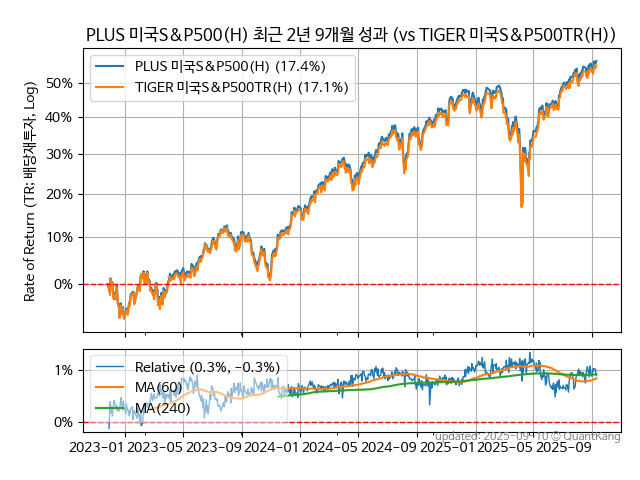 PLUS 미국S&P500(H) 최근 2년 9개월 성과 (vs TIGER 미국S&P500TR(H))
PLUS 미국S&P500(H) (17.4%)
TIGER 미국S&P500TR(H) (17.1%)
Rate of Return (TR: 배당재투자, Log)
50%
40%
30%
20%
10%
0%
Relative (0.3%, -0.3%)
MA(60)
MA(240)
1%
0%
2023-01 2023-05 2023-09 2024-01 2024-05 2024-09 2025-01 2025-05 2025-09
updated: 2025-09-10 © QuantKang